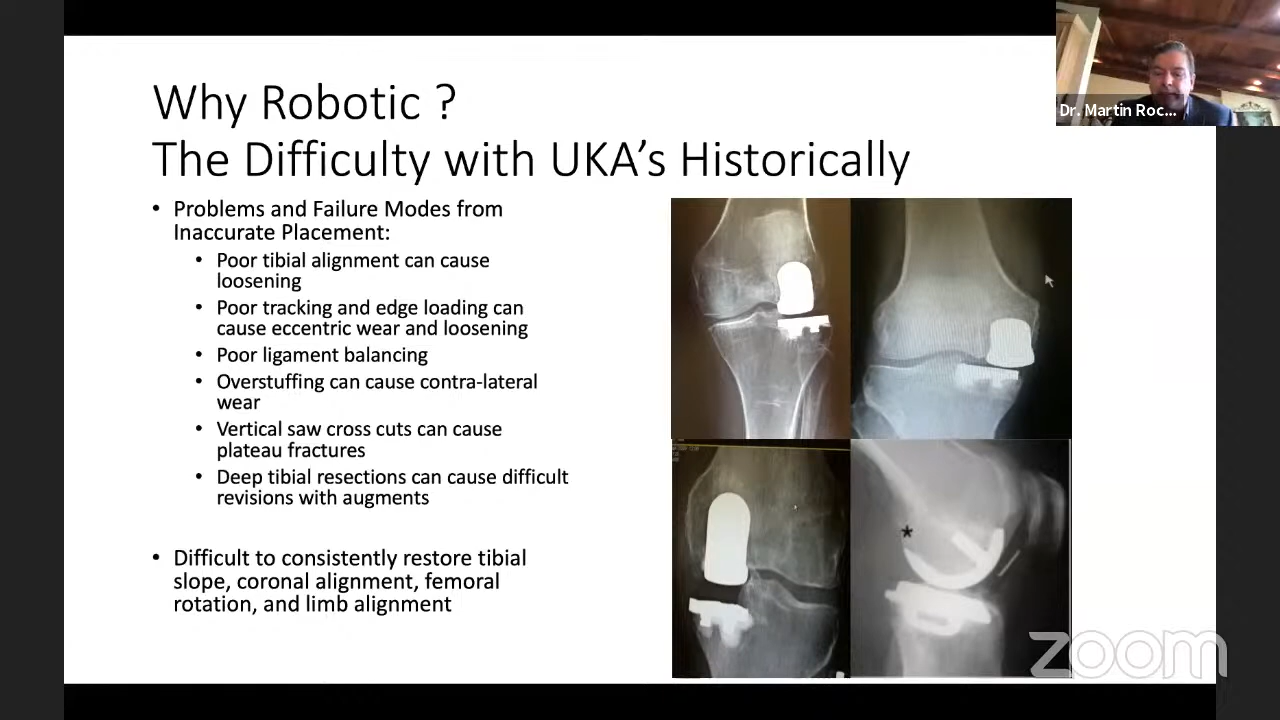 Why Robotic ?
The Difficulty with UKA's Historically
• Problems and Failure Modes from
Inaccurate Placement:
• Poor tibial alignment can cause
loosening
• Poor tracking and edge loading can
cause eccentric wear and loosening
• Poor ligament balancing
• Overstuffing can cause contra-lateral
wear
• Vertical saw cross cuts can cause
plateau fractures
• Deep tibial resections can cause difficult
revisions with augments
• Difficult to consistently restore tibial
slope, coronal alignment, femoral
rotation, and limb alignment
Dr. Martin Roc...
*
zoom